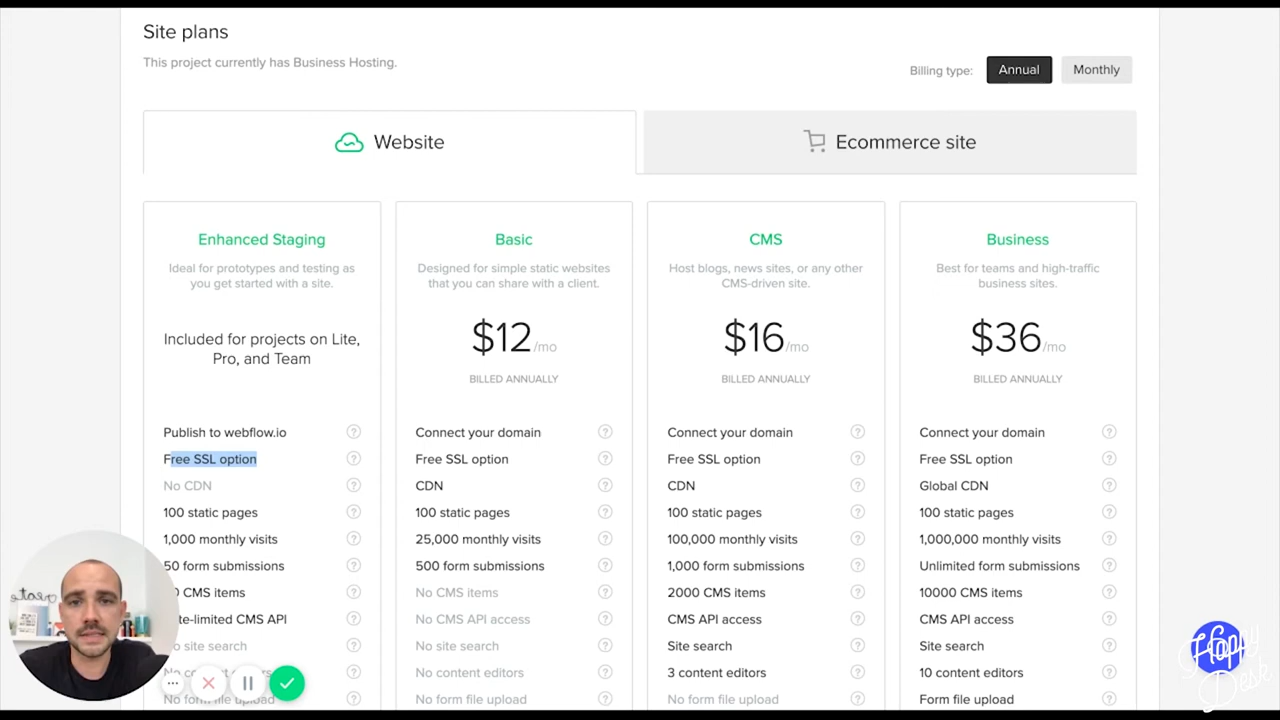 Site plans
This project currently has Business Hosting.
Billing type: Annual Monthly
Website
Ecommerce site
Enhanced Staging
Ideal for prototypes and testing as
you get started with a site.
Included for projects on Lite,
Pro, and Team
Publish to webflow.io
Free SSL option
No CDN
100 static pages
1,000 monthly visits
50 form submissions
CMS items
te-limited CMS API
site search
No form file upload
Basic
Designed for simple static websites
that you can share with a client.
$12/mo
BILLED ANNUALLY
Connect your domain
Free SSL option
CDN
100 static pages
25,000 monthly visits
500 form submissions
No CMS items
No CMS API access
No site search
No content editors
No form file upload
CMS
Host blogs, news sites, or any other
CMS-driven site.
$16/mo
BILLED ANNUALLY
Connect your domain
Free SSL option
CDN
100 static pages
100,000 monthly visits
1,000 form submissions
2000 CMS items
CMS API access
Site search
3 content editors
No form file upload
Business
Best for teams and high-traffic
business sites.
$36/mo
BILLED ANNUALLY
Connect your domain
Free SSL option
Global CDN
100 static pages
1,000,000 monthly visits
Unlimited form submissions
10000 CMS items
CMS API access
Site search
10 content editors
Form file upload
Happy
Desk